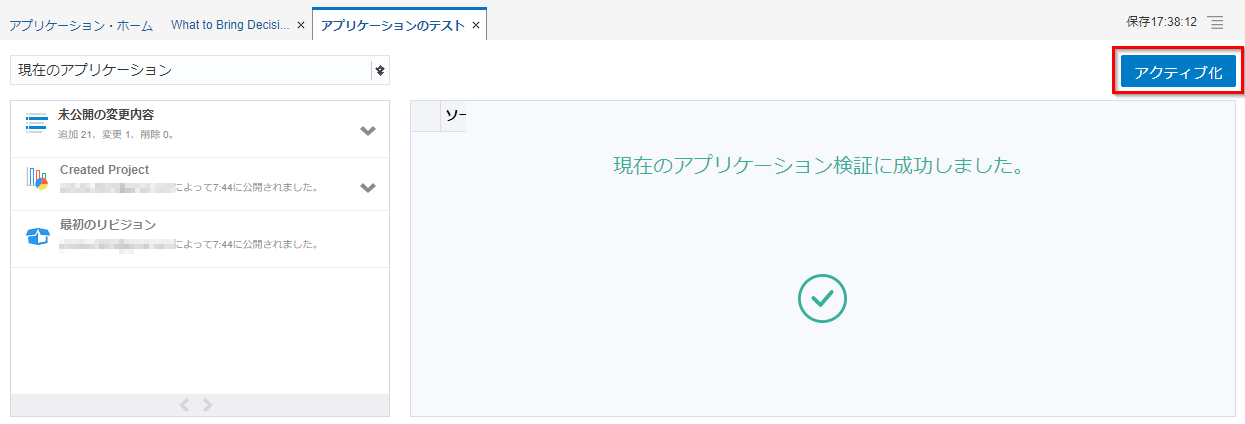 アプリケーション・ホーム What to Bring Decisi... × アプリケーションのテスト × 保存17:38:12
現在のアプリケーション
アクティブ化
未公開の変更内容
追加 21、変更 1、削除 0。
Created Project
によって7:44に公開されました。
最初のリビジョン
によって7:44に公開されました。
ソー
現在のアプリケーション検証に成功しました。